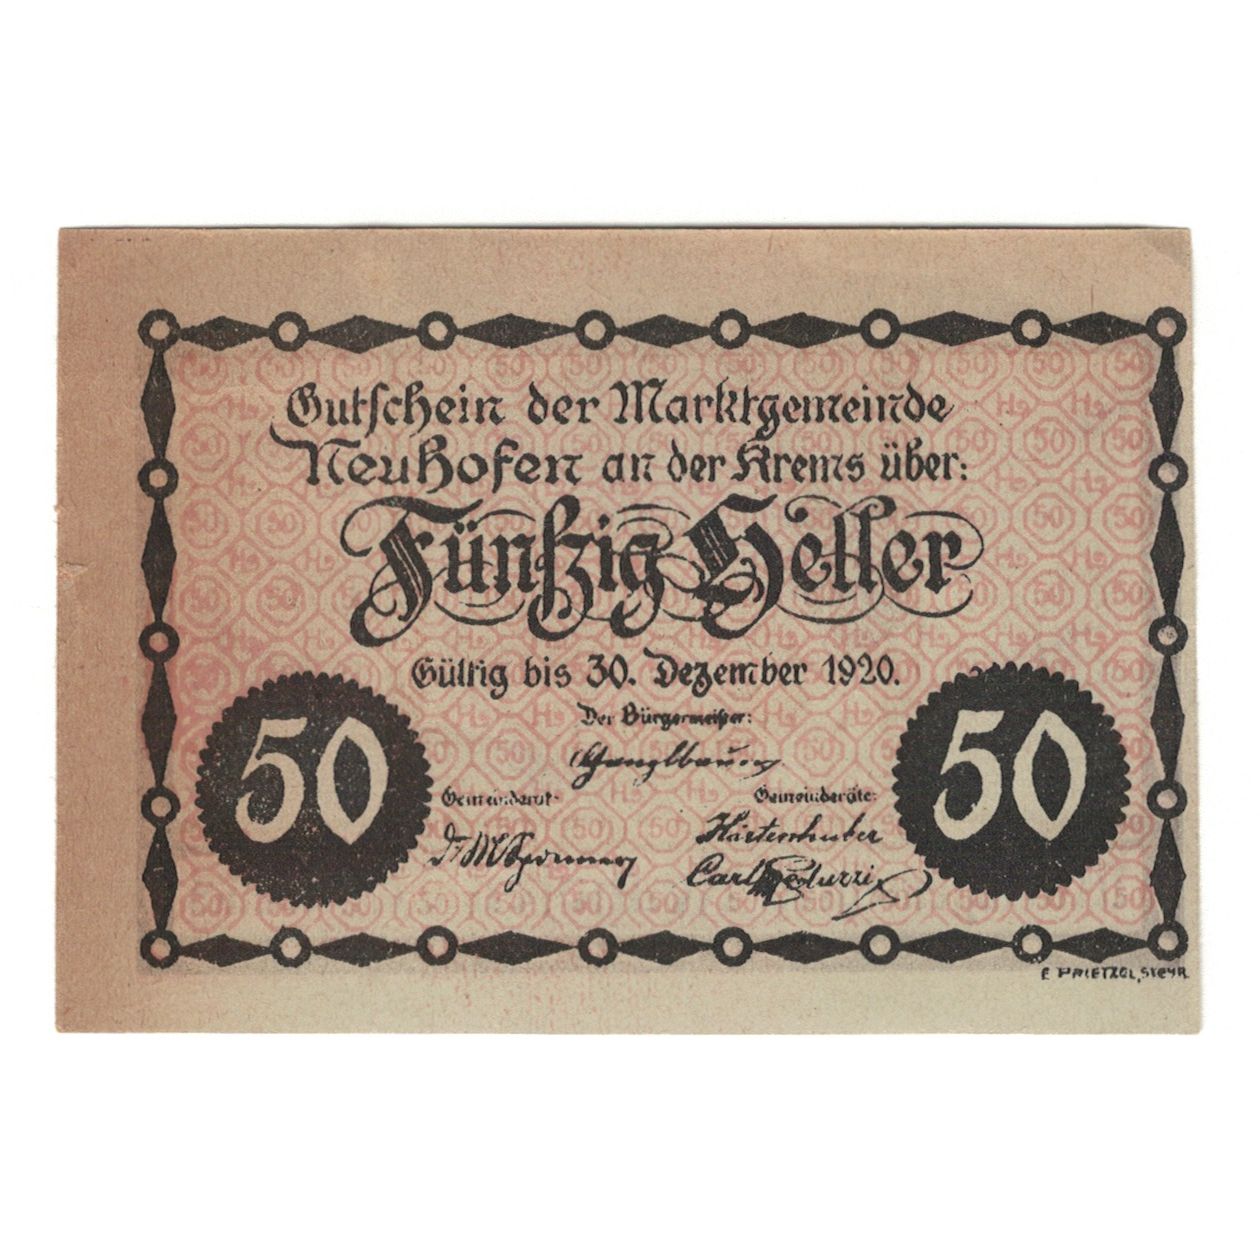 Gutschein der Marktgemeinde
Neuhofen an der Krems über:
Fünfzig Heller
Gültig bis 30. Dezember 1920.
Der Bürgermeister:
50
50
Gemeinderat:
Gemeinderäte:
Carl
E PRIETZEL, STEYR